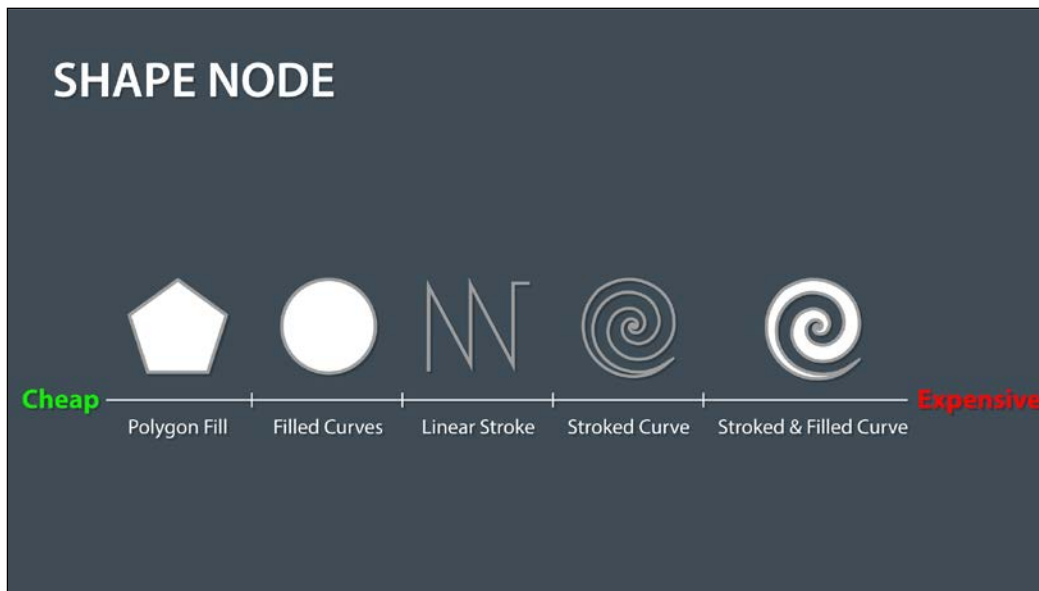 SHAPE NODE
Cheap
Expensive
Polygon Fill
Filled Curves
Linear Stroke
Stroked Curve
Stroked & Filled Curve